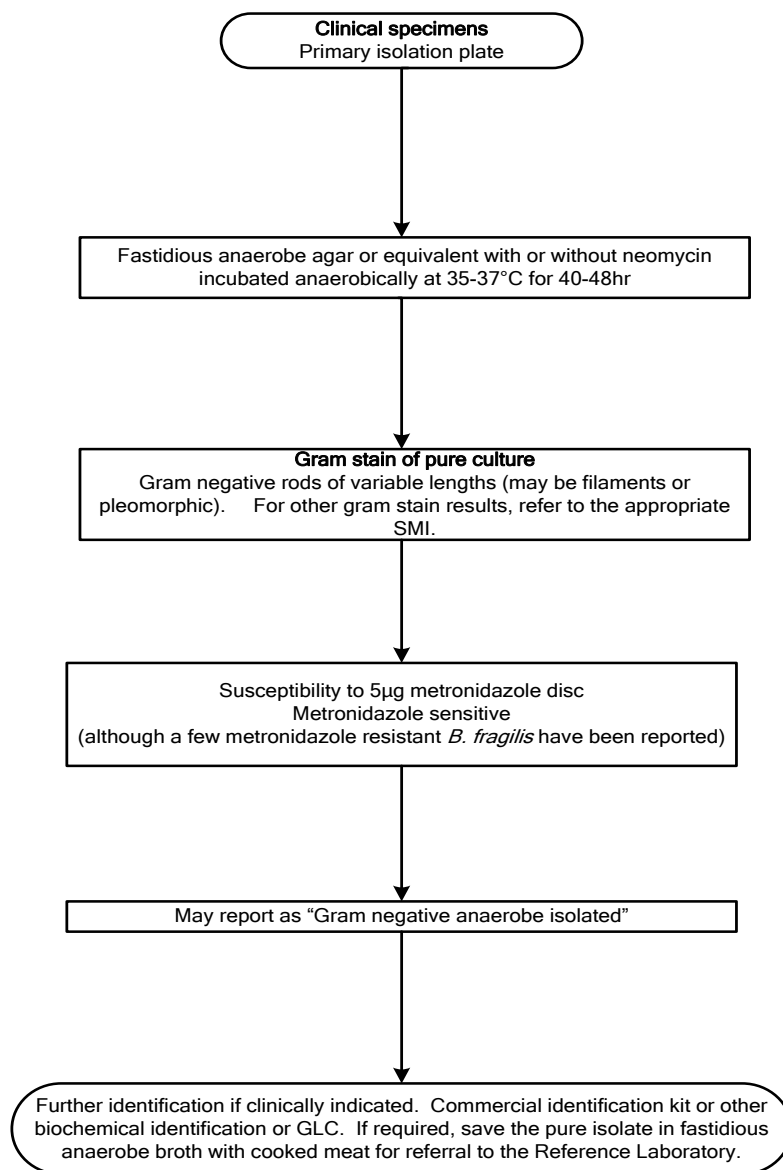 Clinical specimens
Primary isolation plate
Fastidious anaerobe agar or equivalent with or without neomycin
incubated anaerobically at 35-37°C for 40-48hr
Gram stain of pure culture
Gram negative rods of variable lengths (may be filaments or
pleomorphic). For other gram stain results, refer to the appropriate
SMI.
Susceptibility to 5µg metronidazole disc
Metronidazole sensitive
(although a few metronidazole resistant B. fragilis have been reported)
May report as “Gram negative anaerobe isolated”
Further identification if clinically indicated. Commercial identification kit or other
biochemical identification or GLC. If required, save the pure isolate in fastidious
anaerobe broth with cooked meat for referral to the Reference Laboratory.